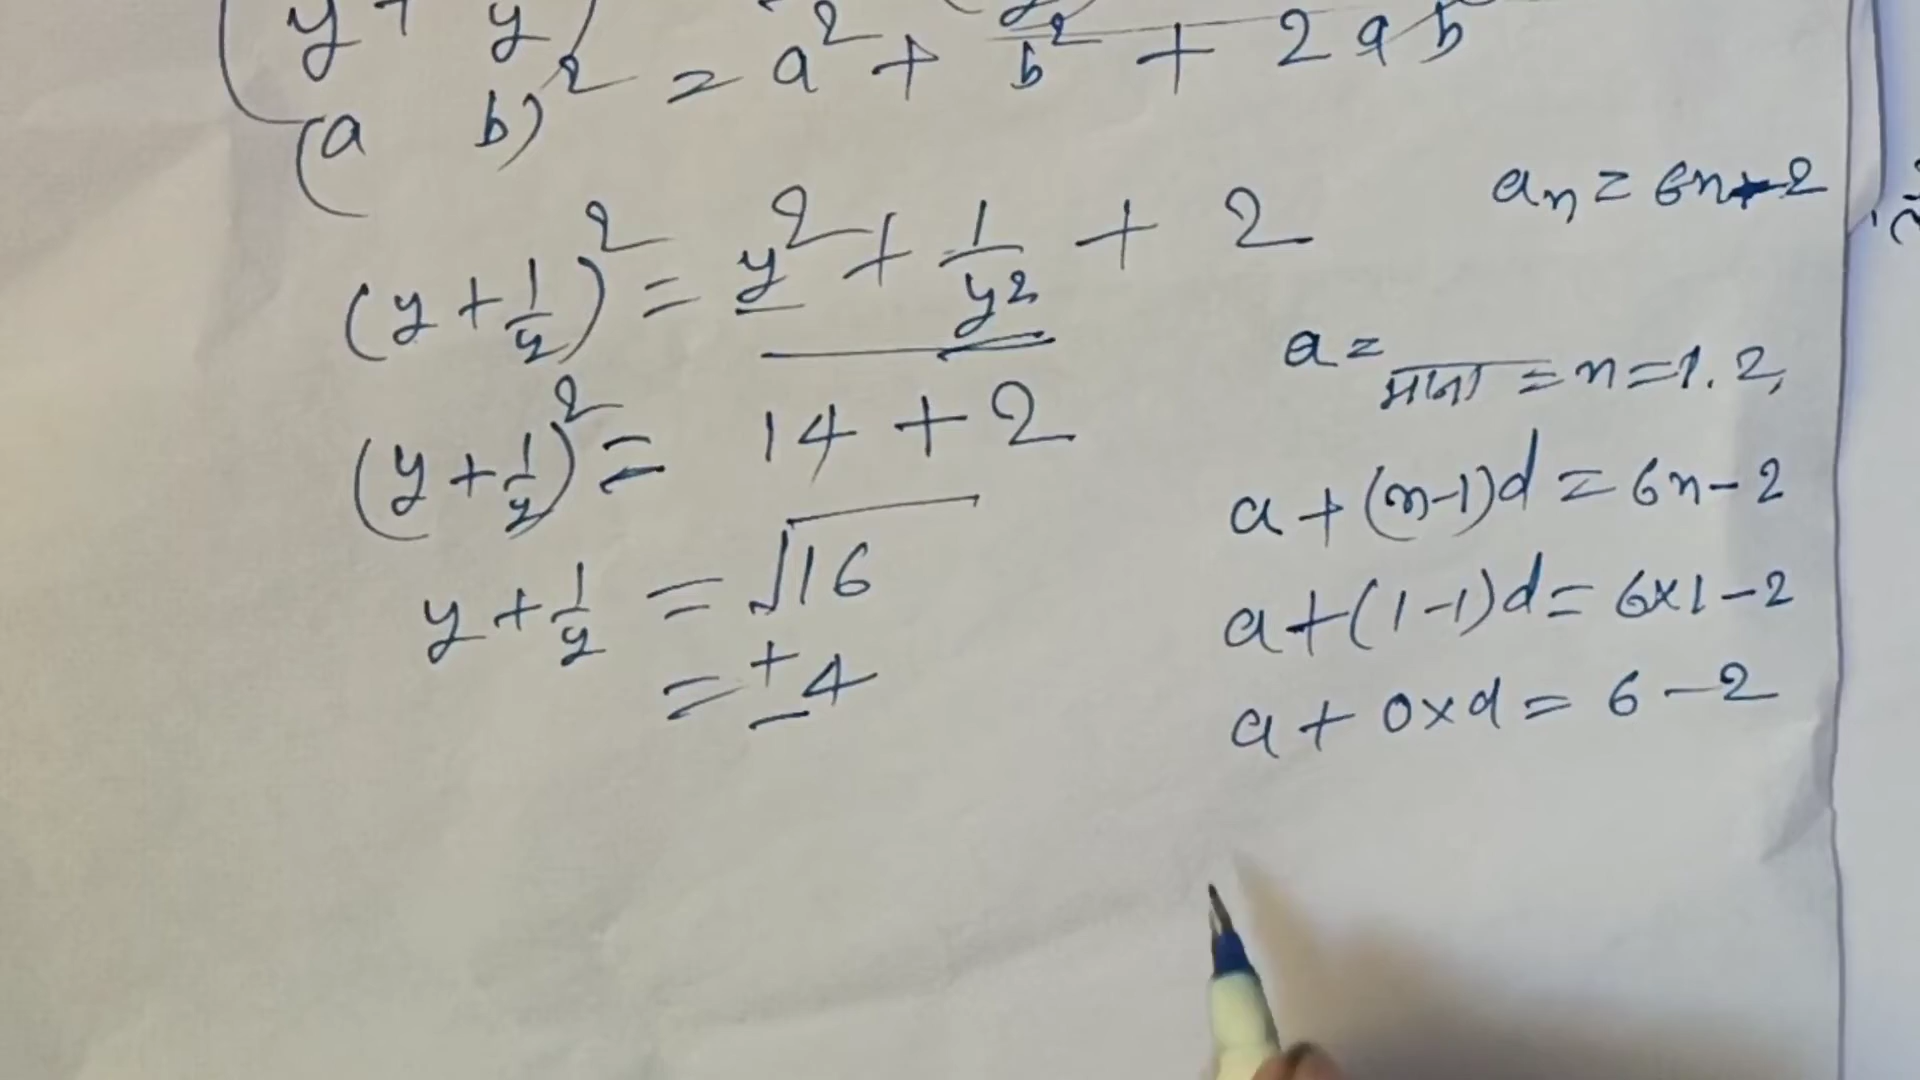 (y + y)
(a b)² = a² + b² + 2ab
(y + 1/y)² = y² + 1/y² + 2
(y + 1/y)² = 14 + 2
y + 1/y = √16
= ± 4
aₙ = 6n - 2
a =
= n = 1. 2,
a + (n-1)d = 6n - 2
a + (1-1)d = 6×1 - 2
a + 0×d = 6 - 2